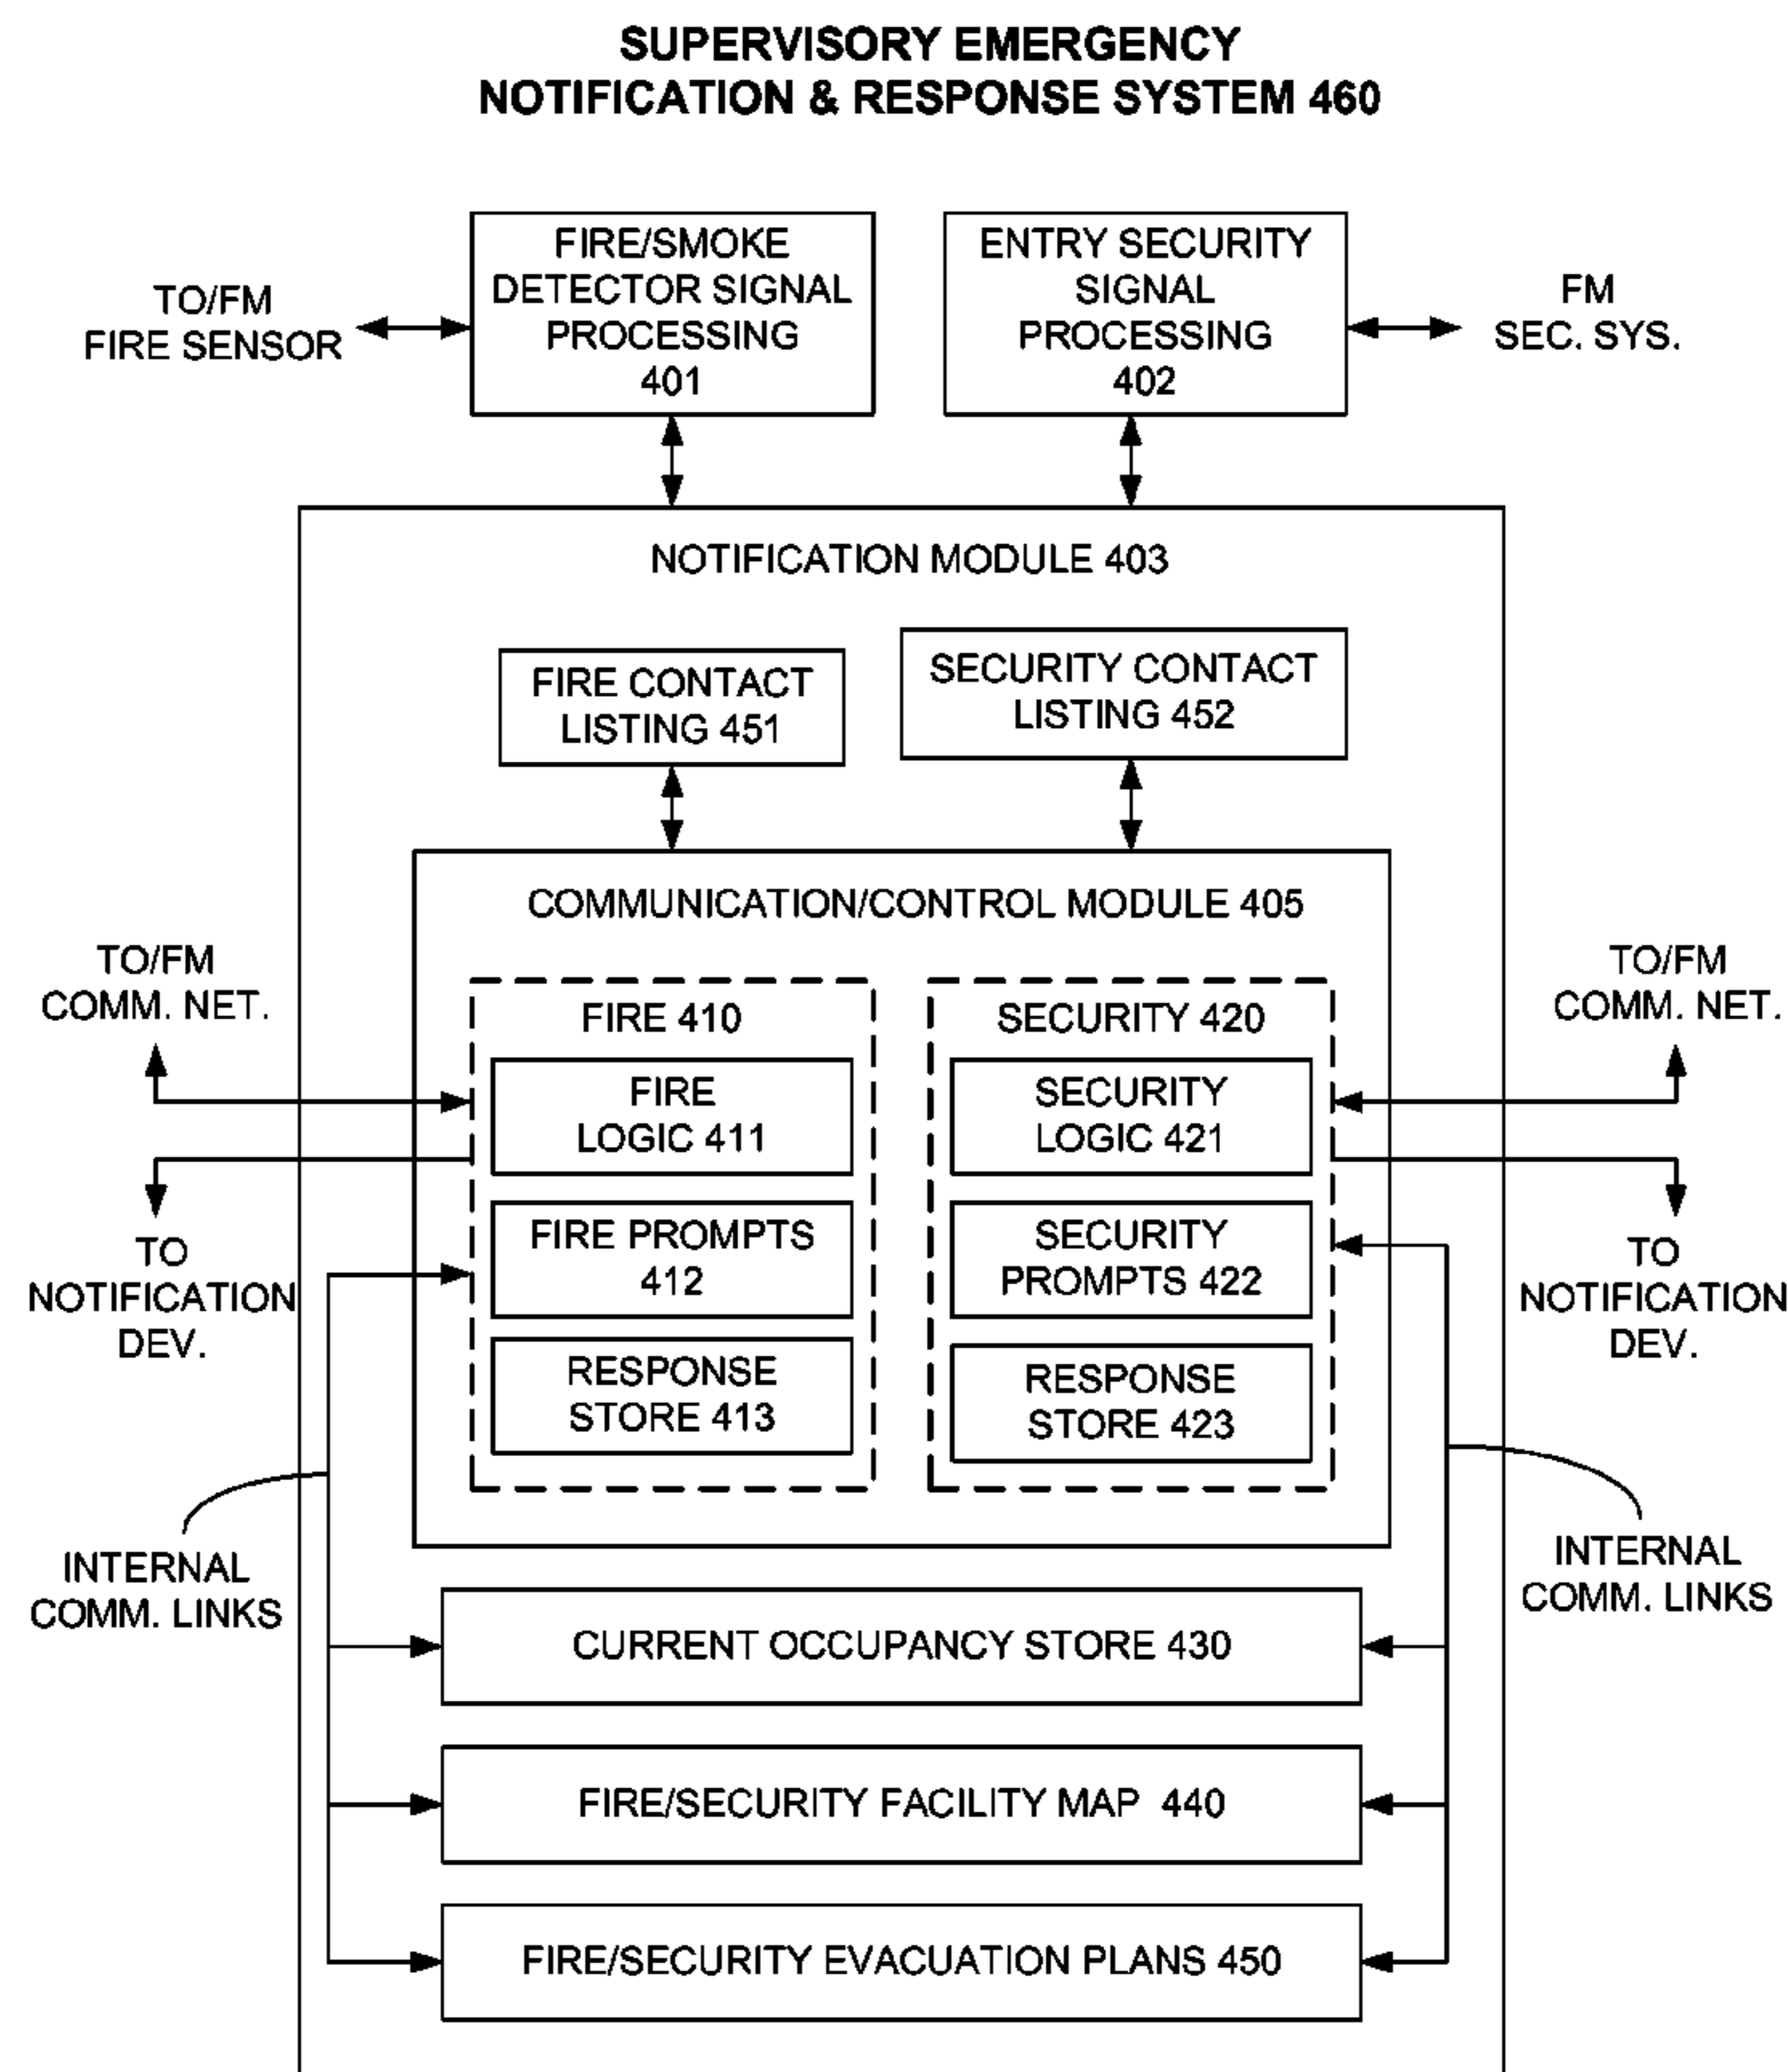 SUPERVISORY EMERGENCY
NOTIFICATION & RESPONSE SYSTEM 460
FIRE/SMOKE
DETECTOR SIGNAL
PROCESSING
401
ENTRY SECURITY
SIGNAL
PROCESSING
402
TO/FM
FIRE SENSOR
FM
SEC. SYS.
NOTIFICATION MODULE 403
FIRE CONTACT
LISTING 451
SECURITY CONTACT
LISTING 452
COMMUNICATION/CONTROL MODULE 405
TO/FM
COMM. NET.
TO/FM
COMM. NET.
FIRE 410
FIRE
LOGIC 411
FIRE PROMPTS
412
RESPONSE
STORE 413
SECURITY 420
SECURITY
LOGIC 421
SECURITY
PROMPTS 422
RESPONSE
STORE 423
TO
NOTIFICATION
DEV.
TO
NOTIFICATION
DEV.
INTERNAL
COMM. LINKS
INTERNAL
COMM. LINKS
CURRENT OCCUPANCY STORE 430
FIRE/SECURITY FACILITY MAP 440
FIRE/SECURITY EVACUATION PLANS 450